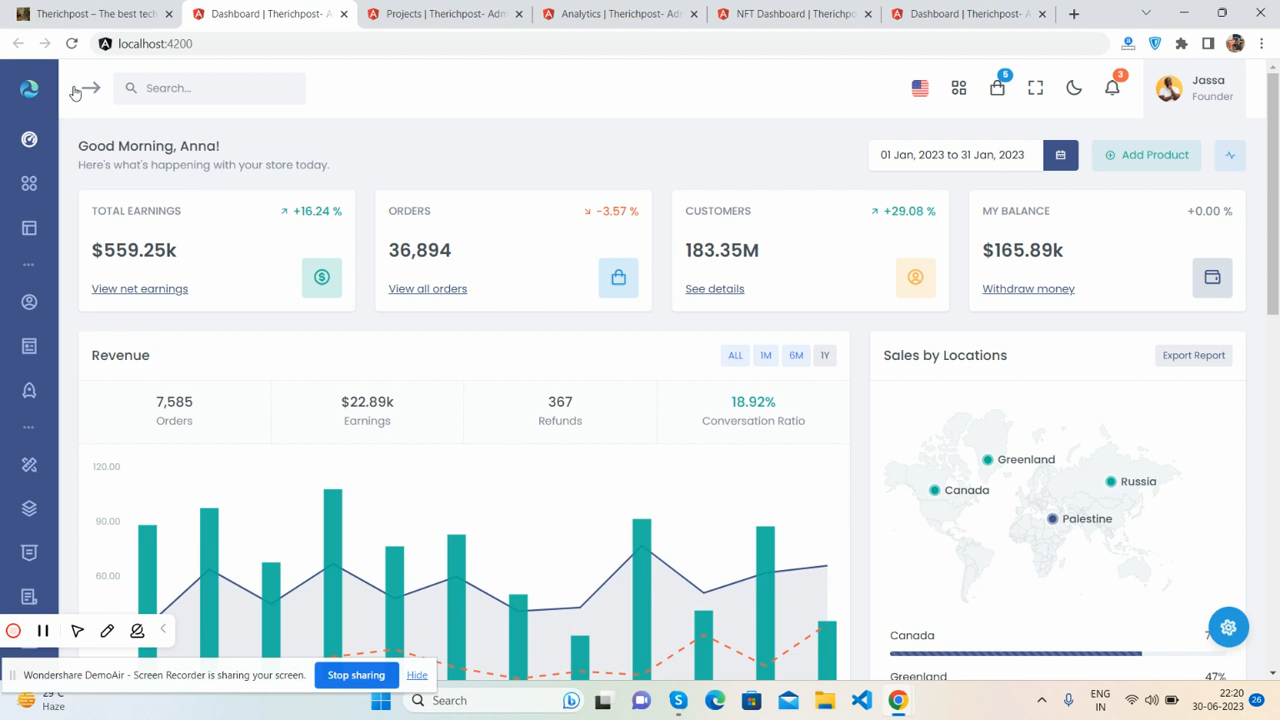 Therichpost – The best tech
Dashboard | Therichpost- A
Projects | Therichpost- Adm
Analytics | Therichpost- Adm
NFT Dashboard | Therichpo
Dashboard | Therichpost- A
localhost:4200
Search...
5
3
Jassa
Founder
Good Morning, Anna!
Here's what's happening with your store today.
01 Jan, 2023 to 31 Jan, 2023
Add Product
TOTAL EARNINGS
+16.24 %
$559.25k
View net earnings
ORDERS
-3.57 %
36,894
View all orders
CUSTOMERS
+29.08 %
183.35M
See details
MY BALANCE
+0.00 %
$165.89k
Withdraw money
Revenue
ALL
1M
6M
1Y
7,585
Orders
$22.89k
Earnings
367
Refunds
18.92%
Conversation Ratio
120.00
90.00
60.00
Sales by Locations
Export Report
Greenland
Canada
Russia
Palestine
Canada
Greenland
47%
Wondershare DemoAir - Screen Recorder is sharing your screen.
Stop sharing
Hide
29°C
Haze
Search
ENG
IN
22:20
30-06-2023
26